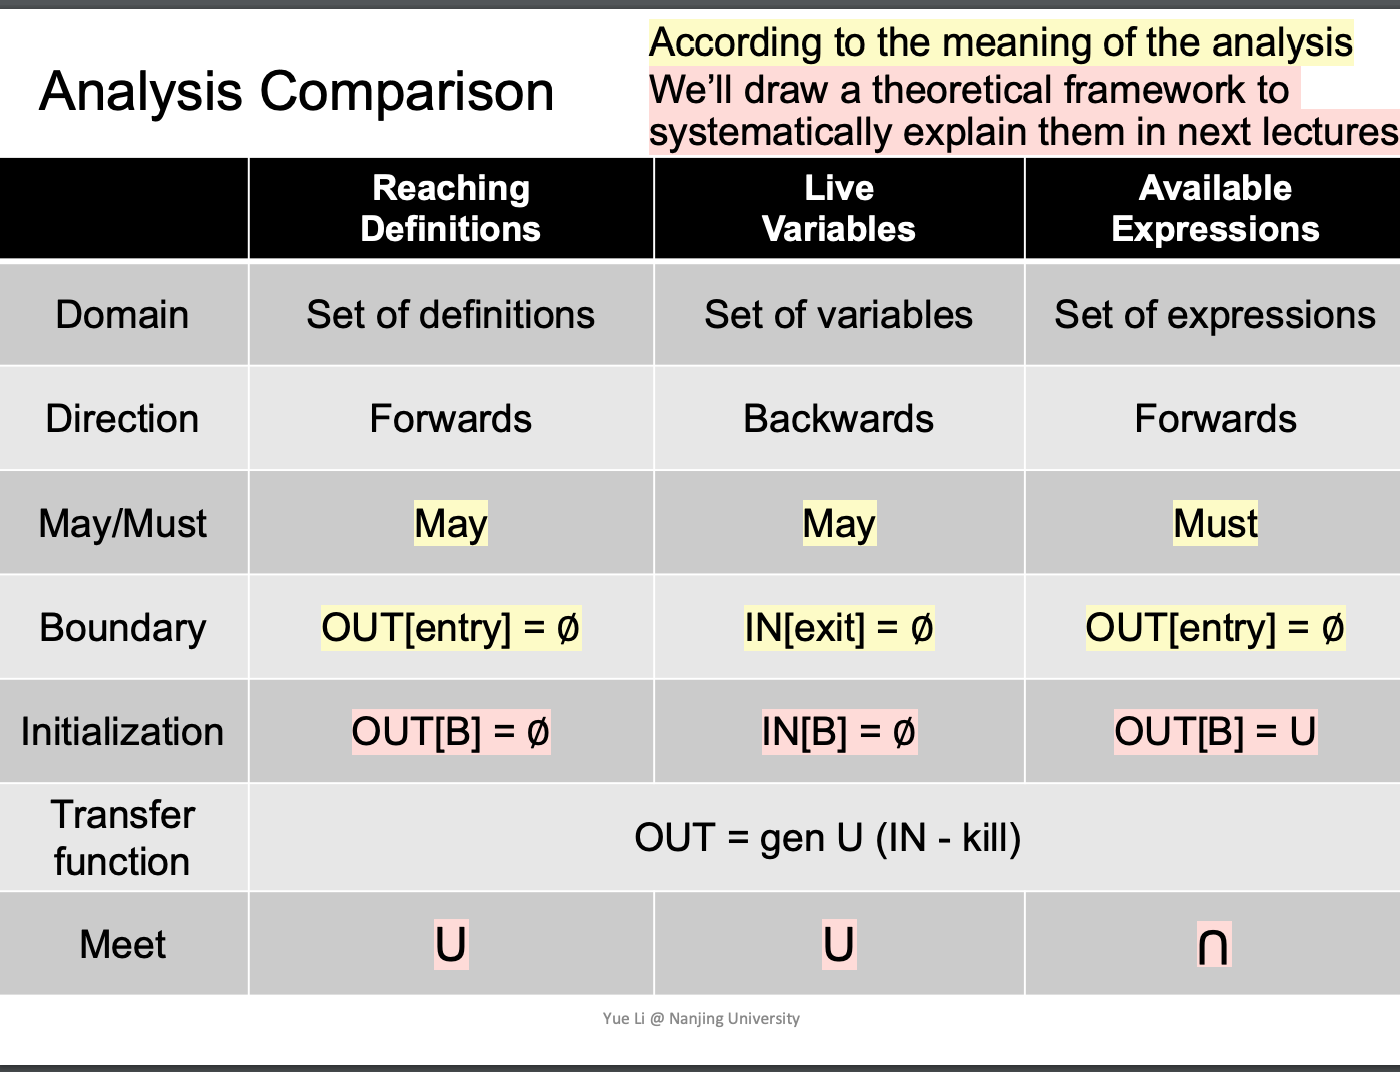 According to the meaning of the analysis
Analysis Comparison
We’ll draw a theoretical framework to
systematically explain them in next lectures
Reaching
Definitions
Live
Variables
Available
Expressions
Domain
Set of definitions
Set of variables
Set of expressions
Direction
Forwards
Backwards
Forwards
May/Must
May
May
Must
Boundary
OUT[entry] = ∅
IN[exit] = ∅
OUT[entry] = ∅
Initialization
OUT[B] = ∅
IN[B] = ∅
OUT[B] = U
Transfer
function
OUT = gen U (IN - kill)
Meet
∪
∪
∩
Yue Li @ Nanjing University